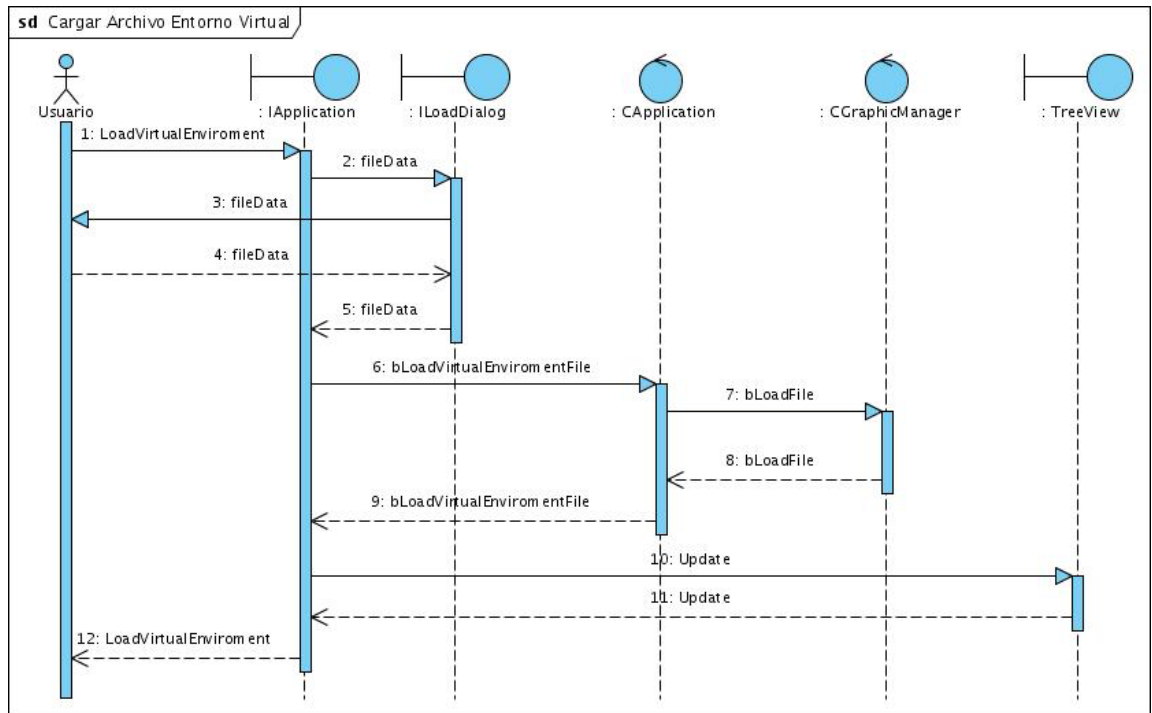 sd Cargar Archivo Entorno Virtual
Usuario
: IApplication
: ILoadDialog
: CApplication
: CGraphicManager
: TreeView
1: LoadVirtualEnviroment
2: fileData
3: fileData
4: fileData
5: fileData
6: bLoadVirtualEnviromentFile
7: bLoadFile
8: bLoadFile
9: bLoadVirtualEnviromentFile
10: Update
11: Update
12: LoadVirtualEnviroment